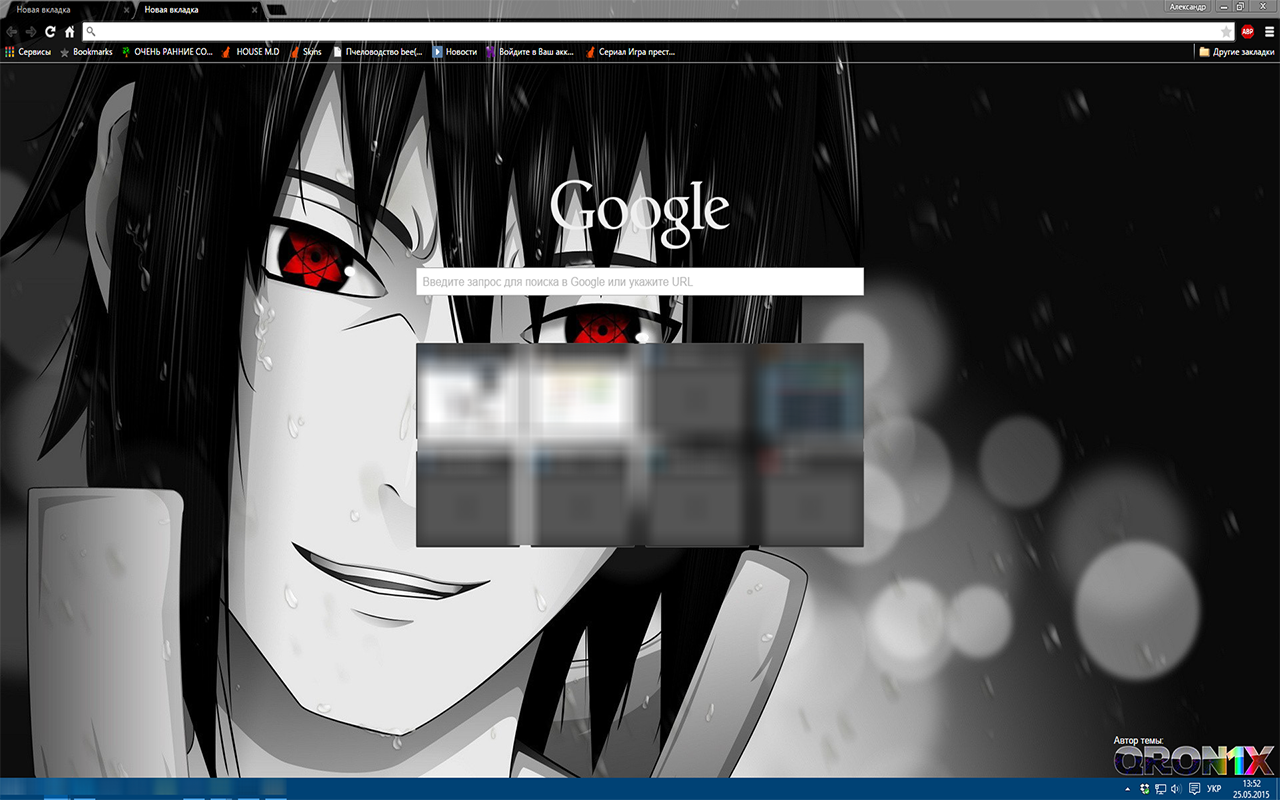 Новая вкладка
Новая вкладка
Александр
ABP
Сервисы
Bookmarks
ОЧЕНЬ РАННИЕ СО...
HOUSE M.D
Skins
Пчеловодство bee(...
Новости
Войдите в Ваш акк...
Сериал Игра прест...
Другие закладки
Google
Введите запрос для поиска в Google или укажите URL
Автор темы:
QRON1X
УКР
13:52
25.05.2015